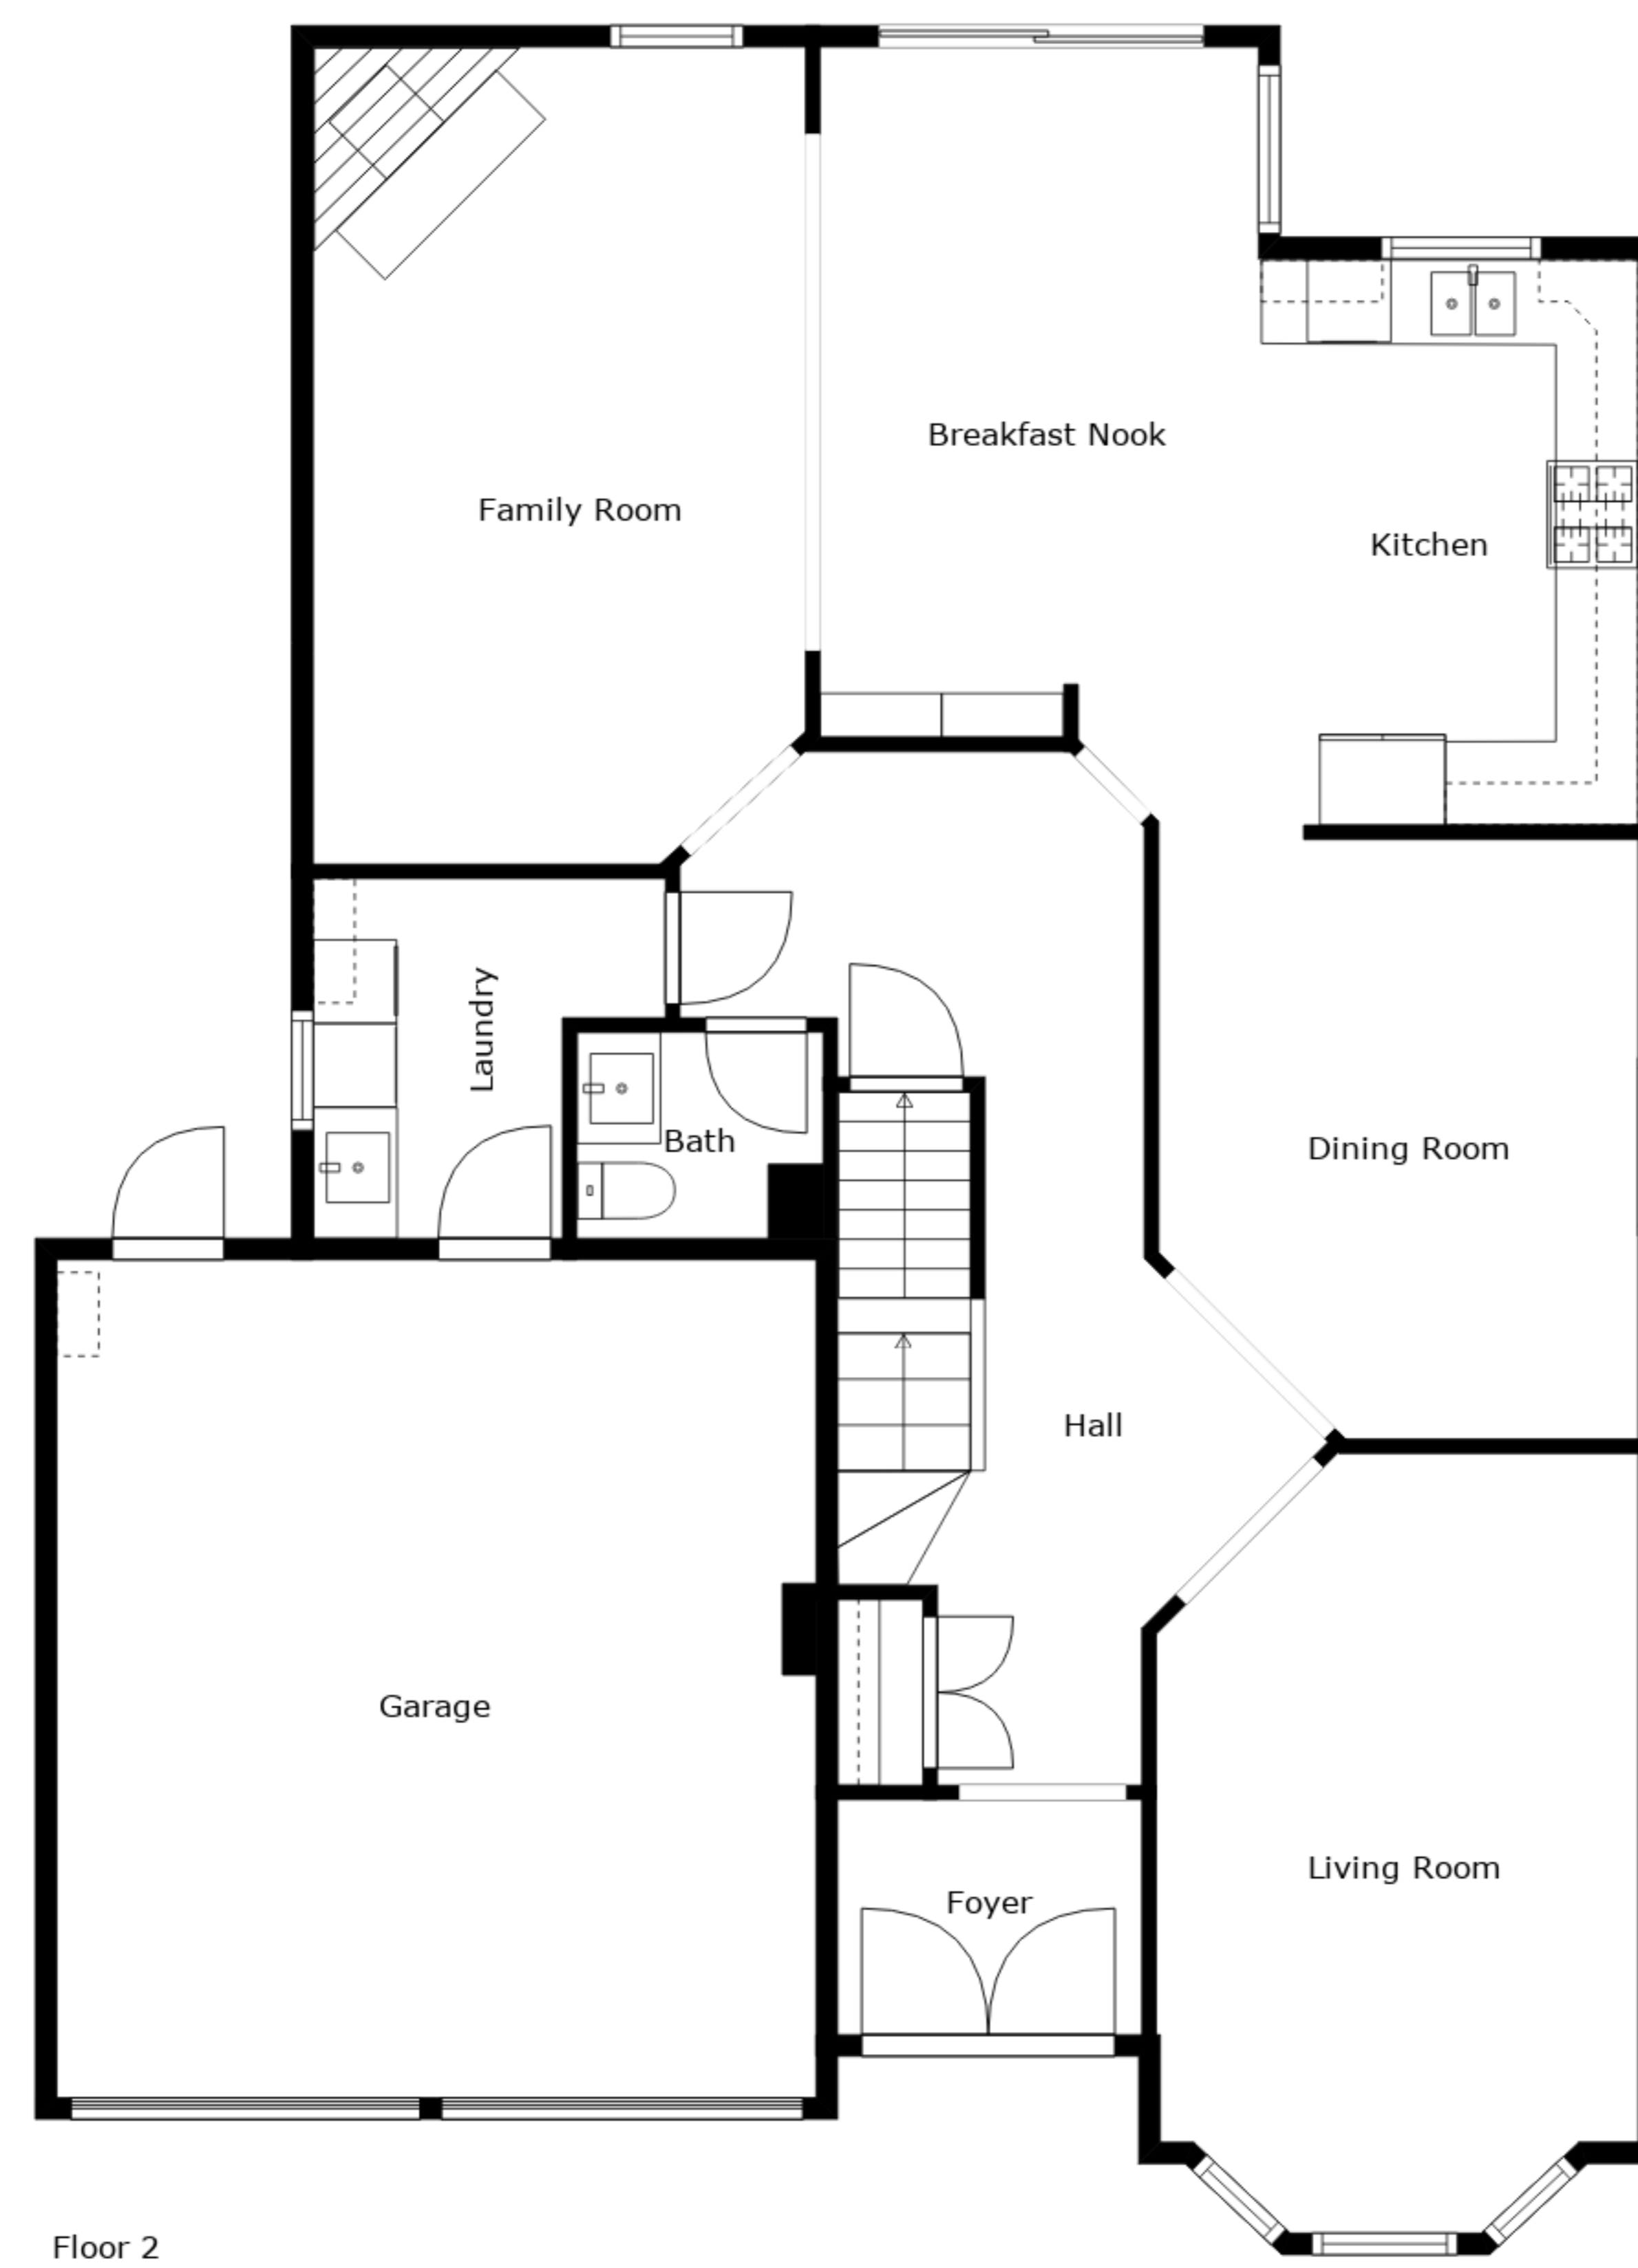 Breakfast Nook
Family Room
Kitchen
Laundry
Bath
Dining Room
Hall
Garage
Living Room
Foyer
Floor 2